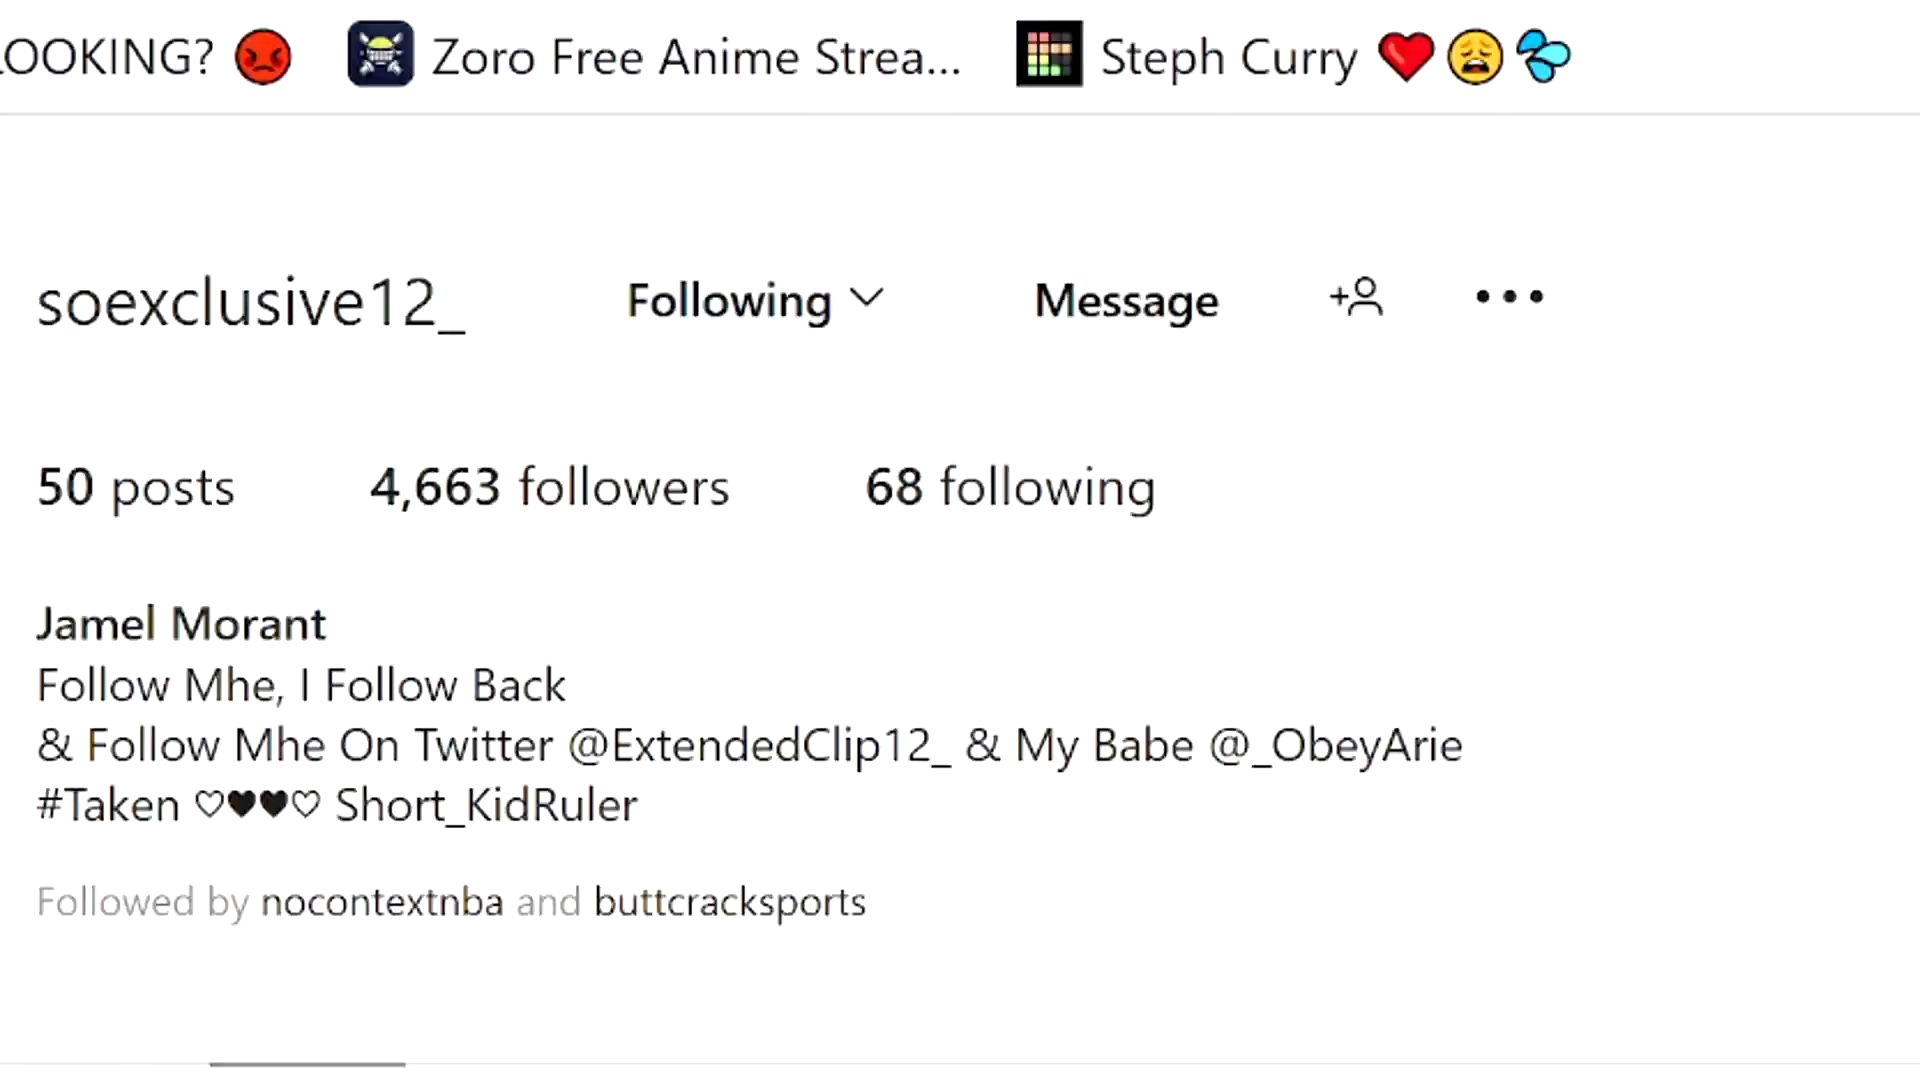 LOOKING? 😡 Zoro Free Anime Strea... Steph Curry ❤️😩💦
soexclusive12_ Following Message
50 posts 4,663 followers 68 following
Jamel Morant
Follow Mhe, I Follow Back
& Follow Mhe On Twitter @ExtendedClip12_ & My Babe @_ObeyArie
#Taken ♡♥♥♡ Short_KidRuler
Followed by nocontextnba and buttcracksports